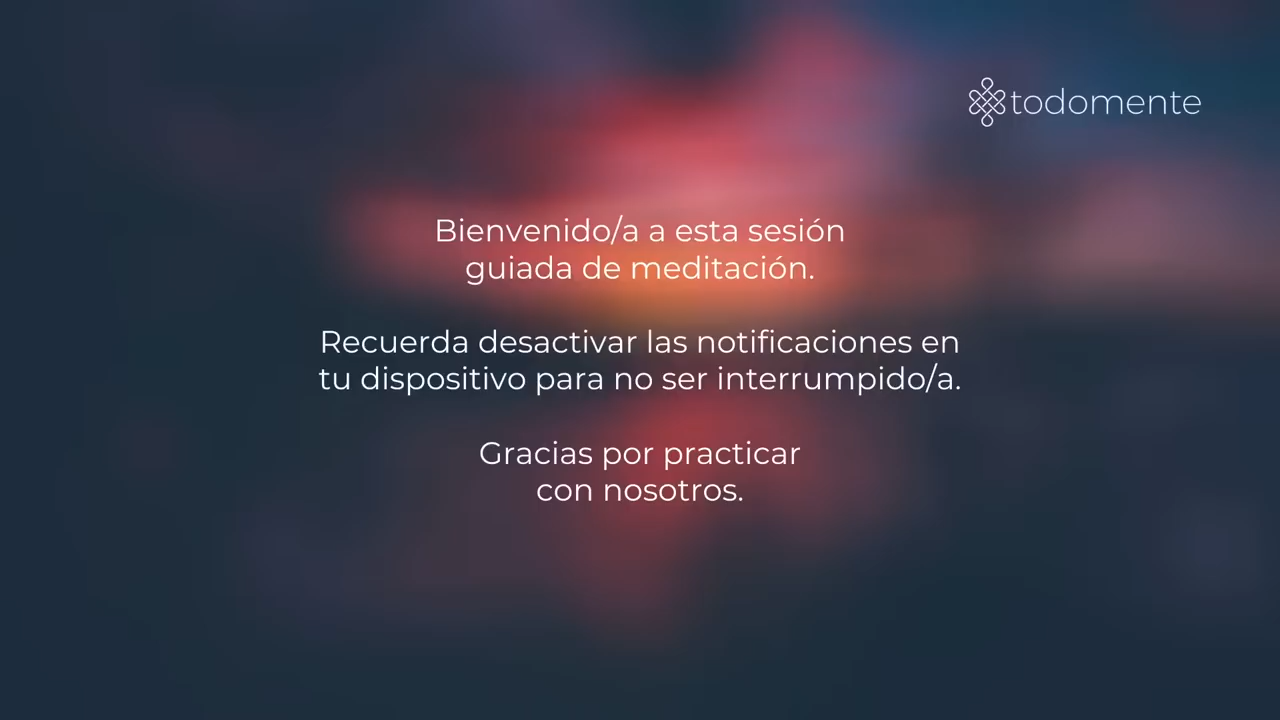 todomente
Bienvenido/a a esta sesión
guiada de meditación.
Recuerda desactivar las notificaciones en
tu dispositivo para no ser interrumpido/a.
Gracias por practicar
con nosotros.